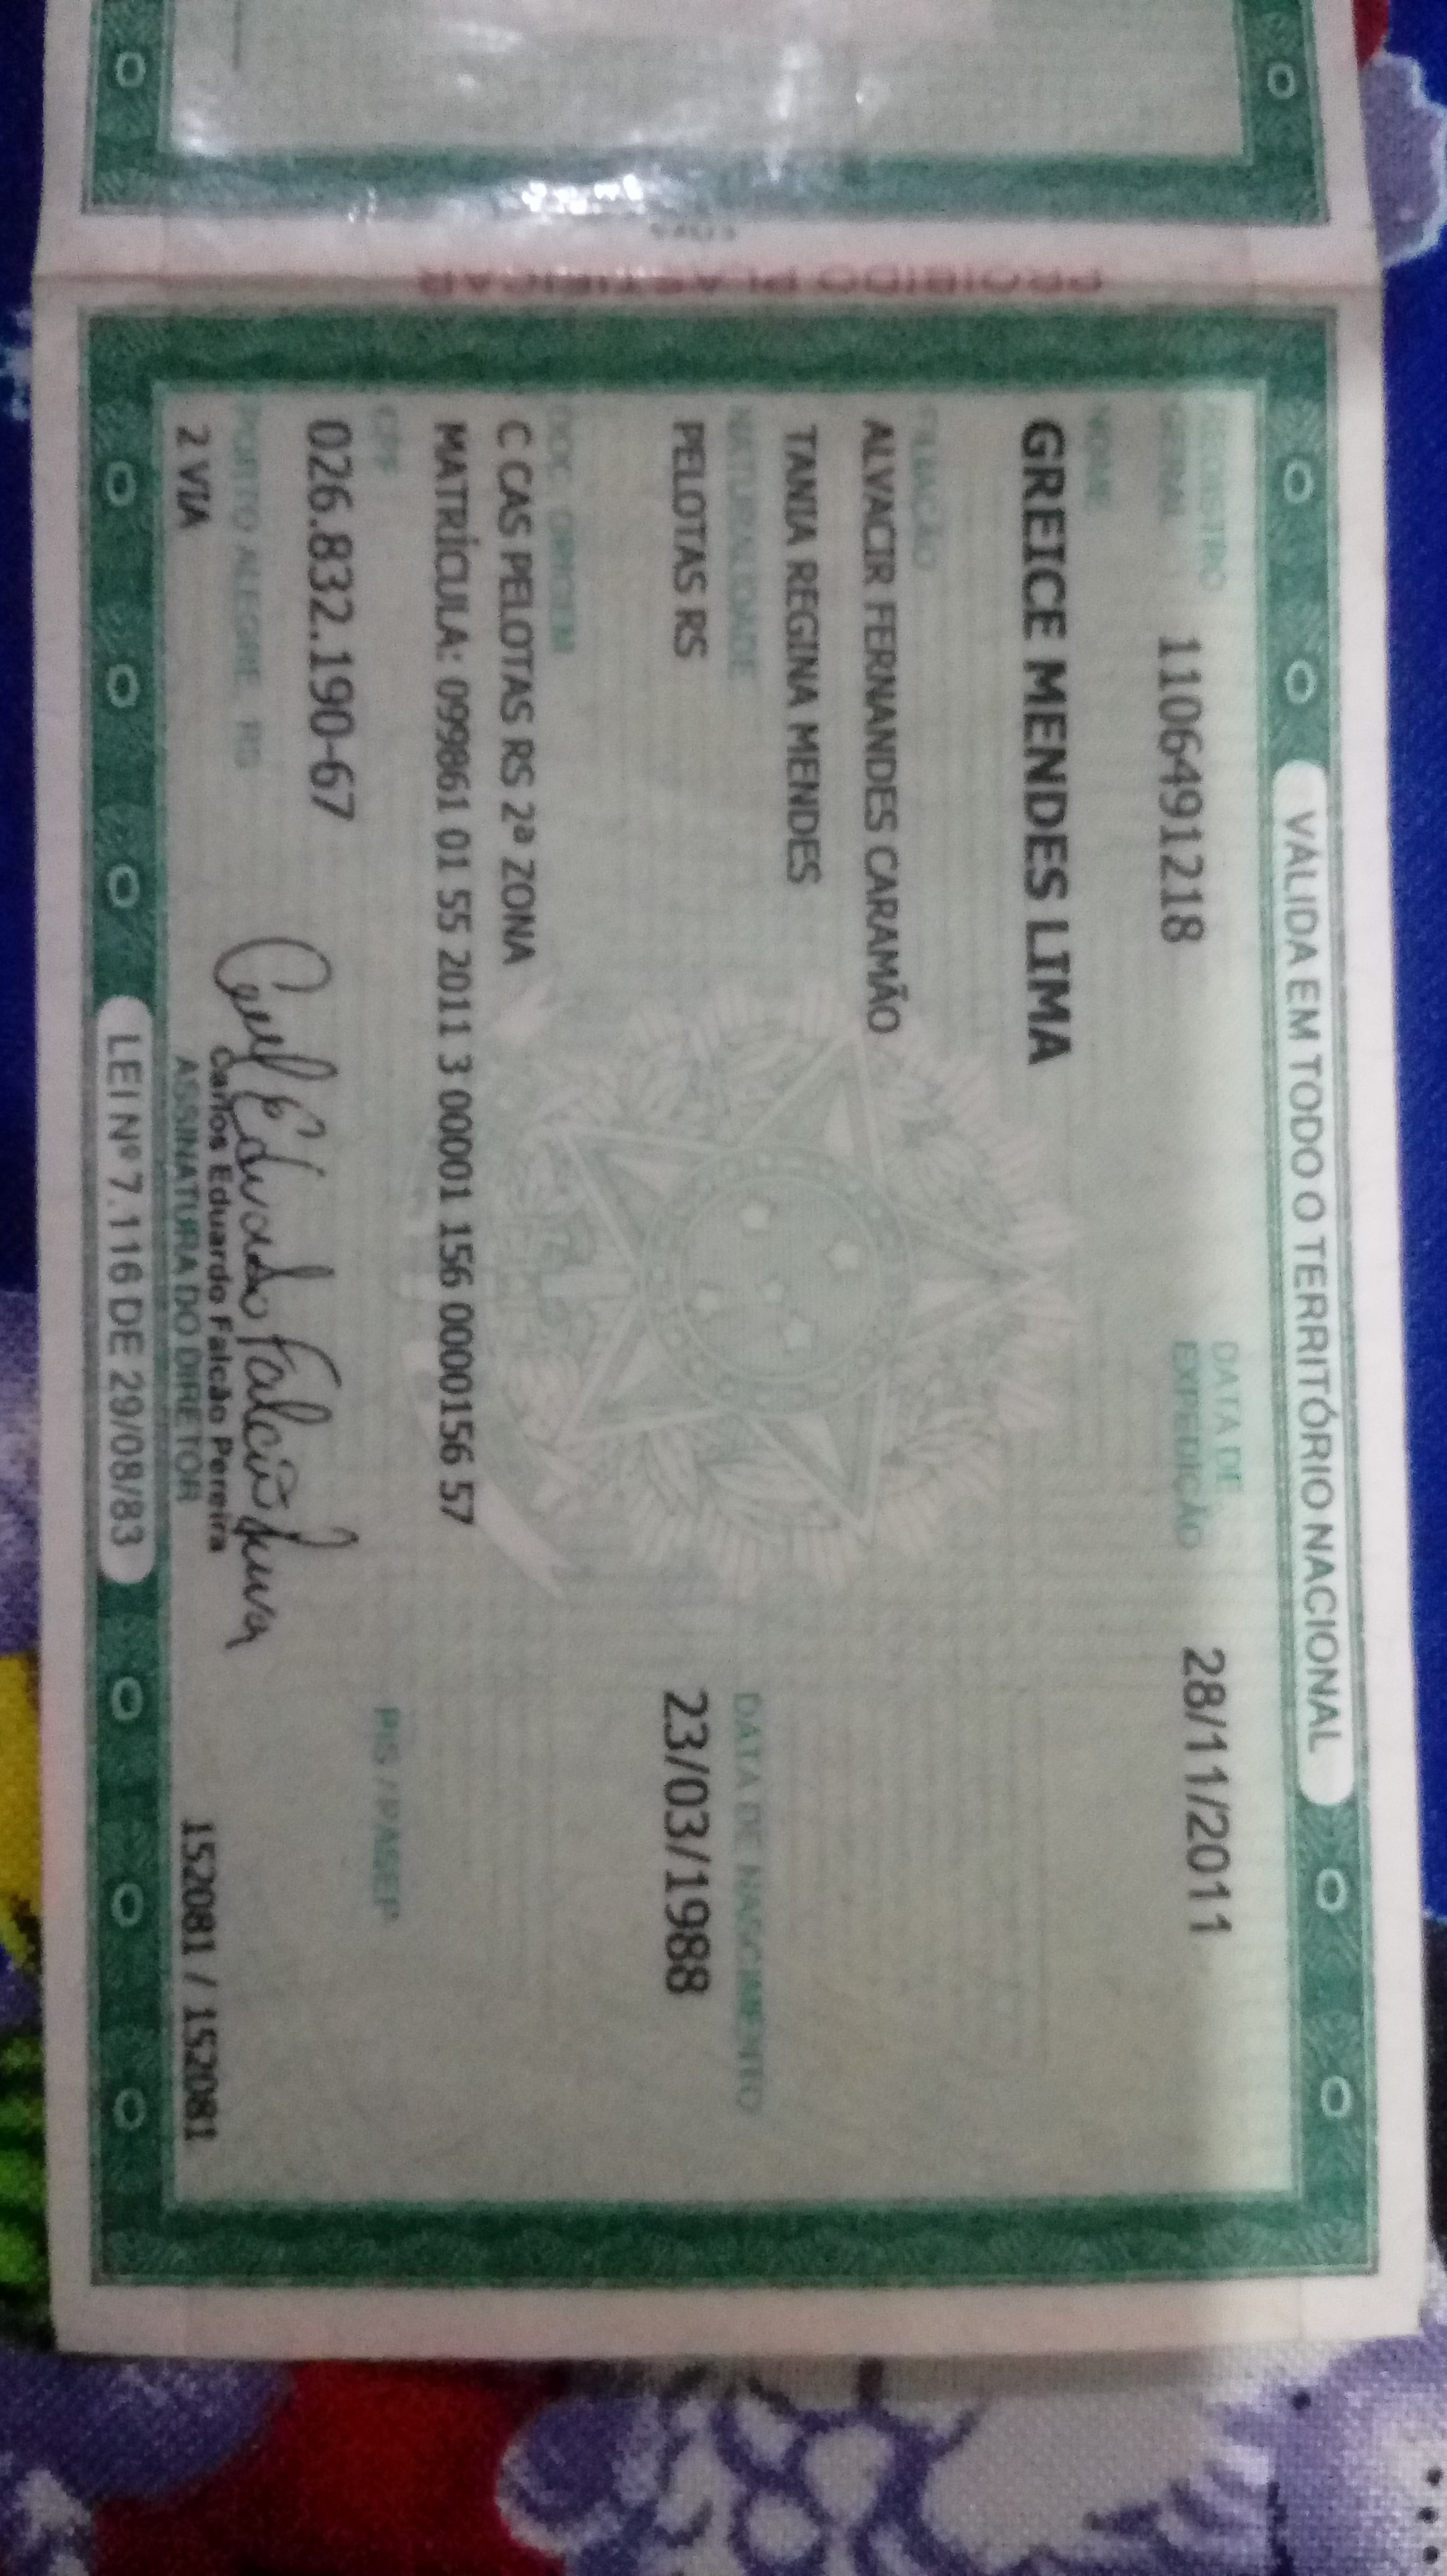 PROIBIDO PLASTIFICAR
VÁLIDA EM TODO O TERRITÓRIO NACIONAL
REGISTRO GERAL 1106491218 DATA DE EXPEDIÇÃO 28/11/2011
NOME
GREICE MENDES LIMA
FILIAÇÃO
ALVACIR FERNANDES CARAMÃO
TANIA REGINA MENDES
NATURALIDADE DATA DE NASCIMENTO
PELOTAS RS 23/03/1988
DOC. ORIGEM
C CAS PELOTAS RS 2ª ZONA
MATRÍCULA: 099861 01 55 2011 3 00001 156 0000156 57
CPF PIS / PASEP
026.832.190-67
PORTO ALEGRE, RS
Carlos Eduardo Falcão Pereira
2 VIA ASSINATURA DO DIRETOR 152081 / 152081
LEI Nº 7.116 DE 29/08/83